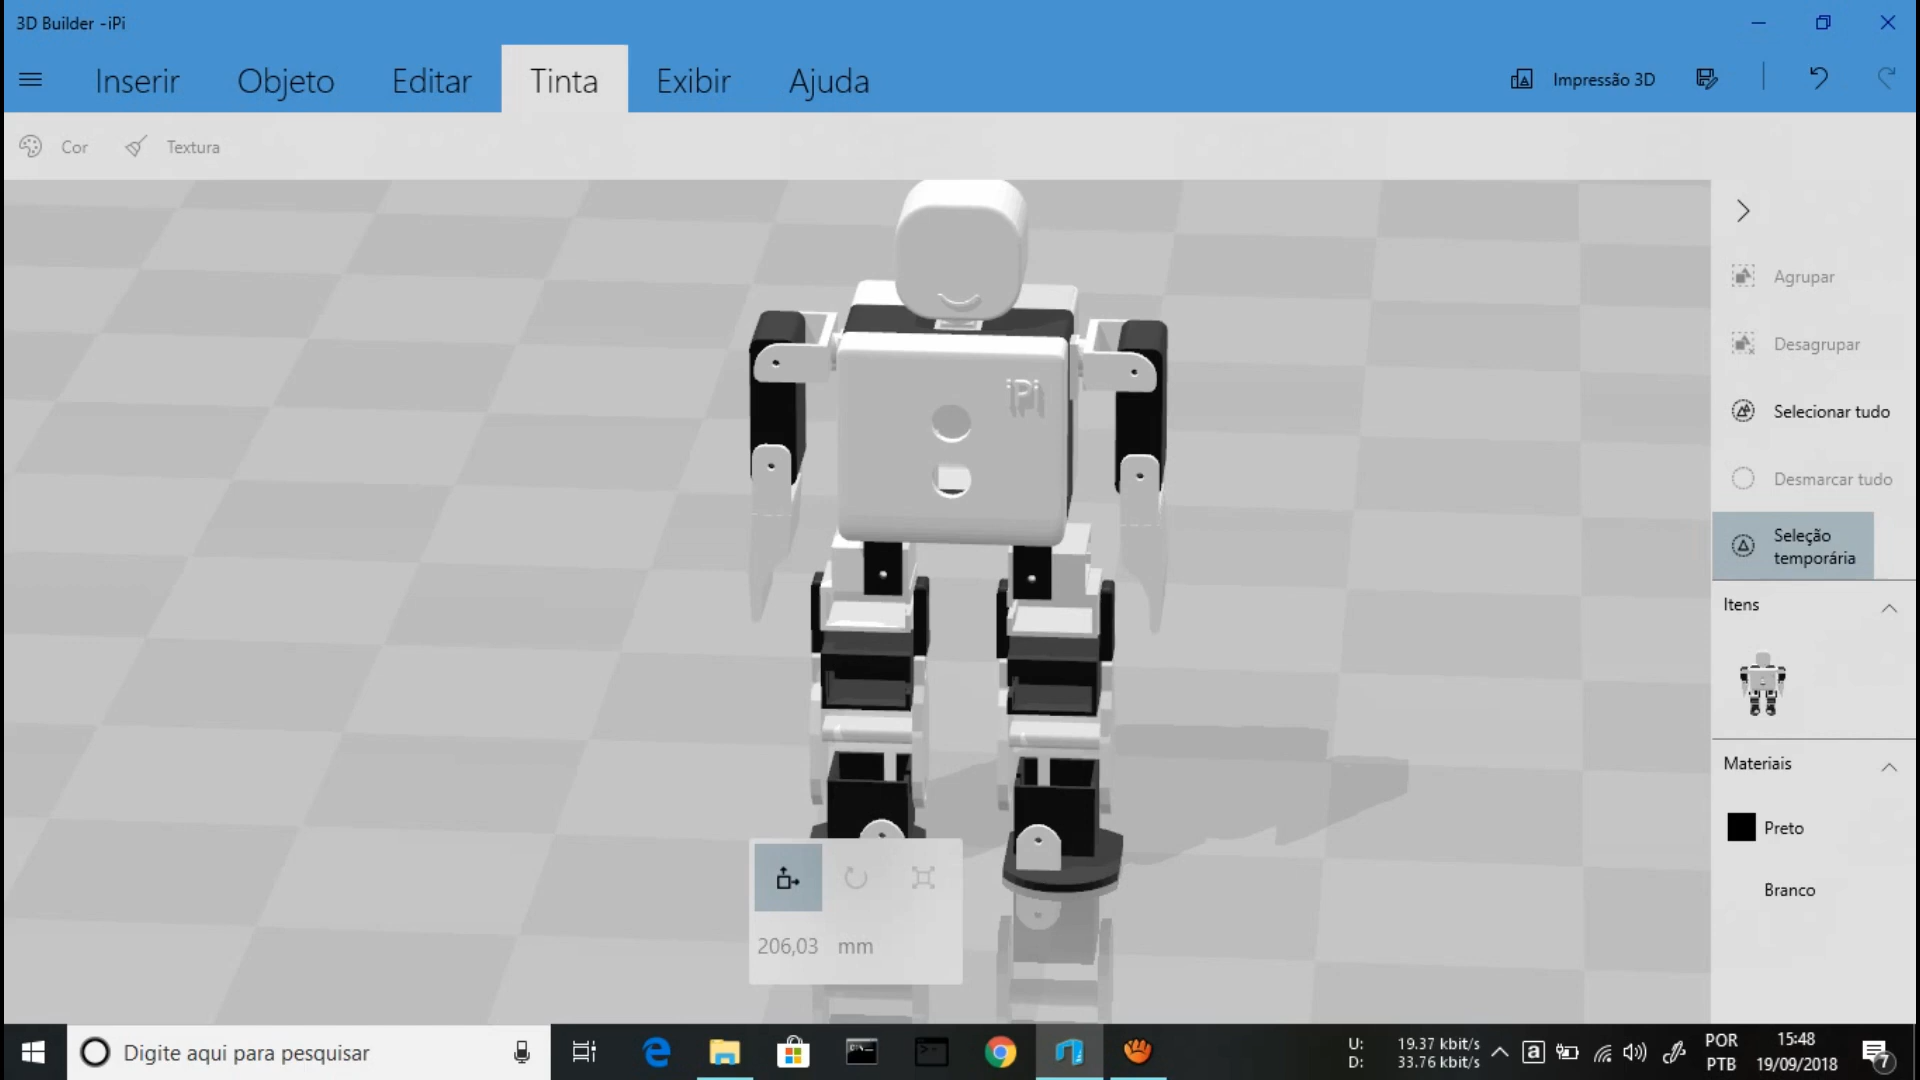 3D Builder -iPi
Inserir
Objeto
Editar
Tinta
Exibir
Ajuda
Impressão 3D
Cor
Textura
Agrupar
Desagrupar
Selecionar tudo
Desmarcar tudo
Seleção
temporária
Itens
Materiais
Preto
Branco
iPi
206,03 mm
Digite aqui para pesquisar
U: 19.37 kbit/s
D: 33.76 kbit/s
a
POR
PTB
15:48
19/09/2018
7